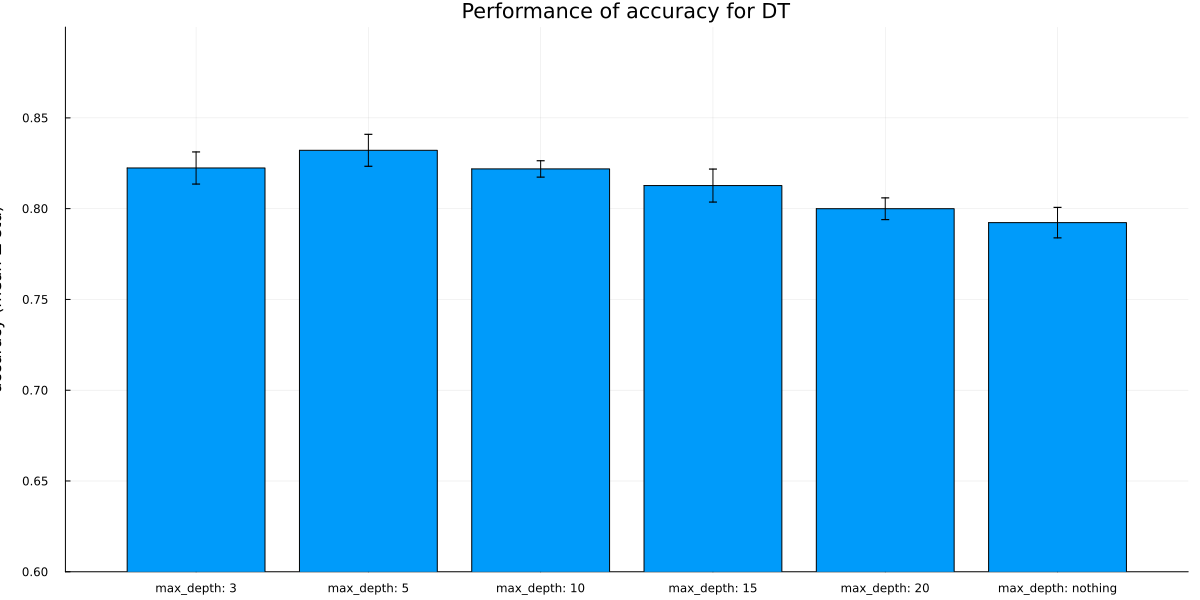 Performance of accuracy for DT
0.85
0.80
0.75
0.70
0.65
0.60
max_depth: 3
max_depth: 5
max_depth: 10
max_depth: 15
max_depth: 20
max_depth: nothing